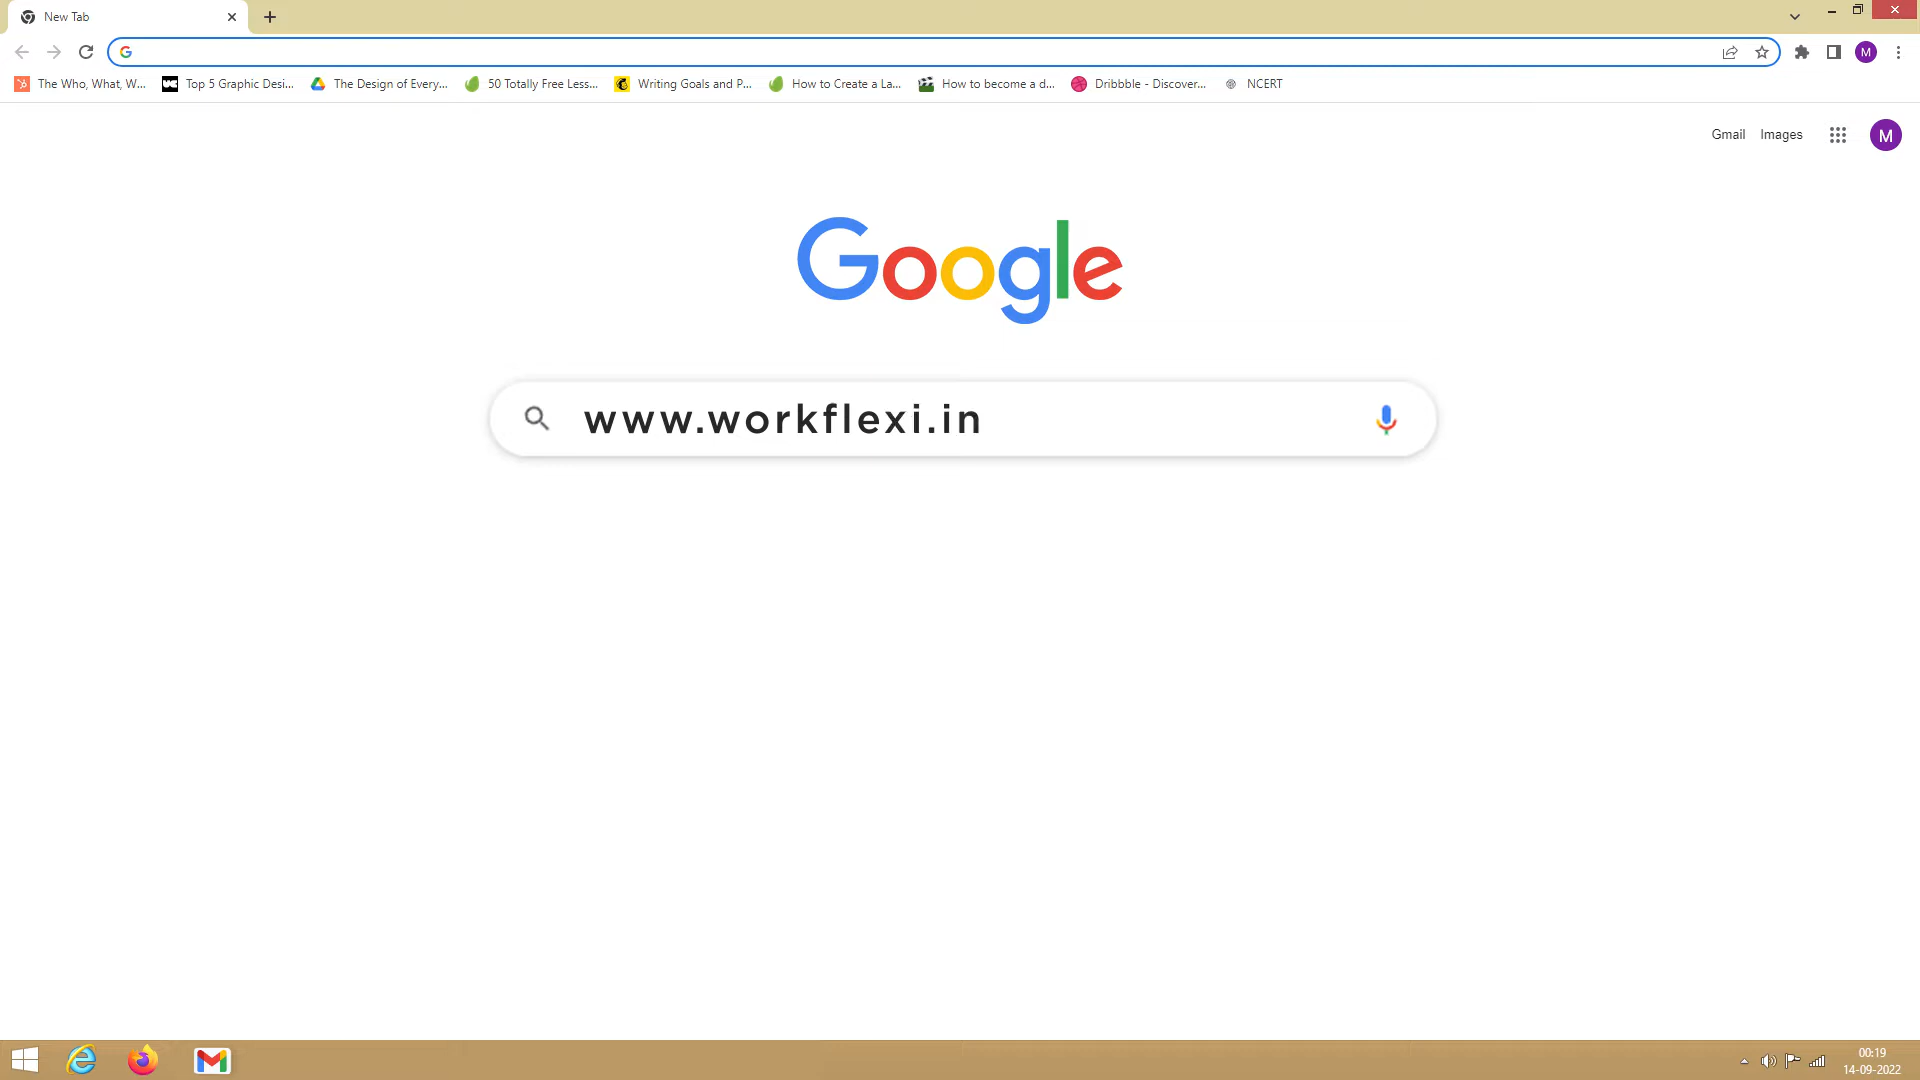 New Tab
The Who, What, W...
Top 5 Graphic Desi...
The Design of Every...
50 Totally Free Less...
Writing Goals and P...
How to Create a La...
How to become a d...
Dribbble - Discover...
NCERT
Gmail
Images
M
M
Google
www.workflexi.in
00:19
14-09-2022